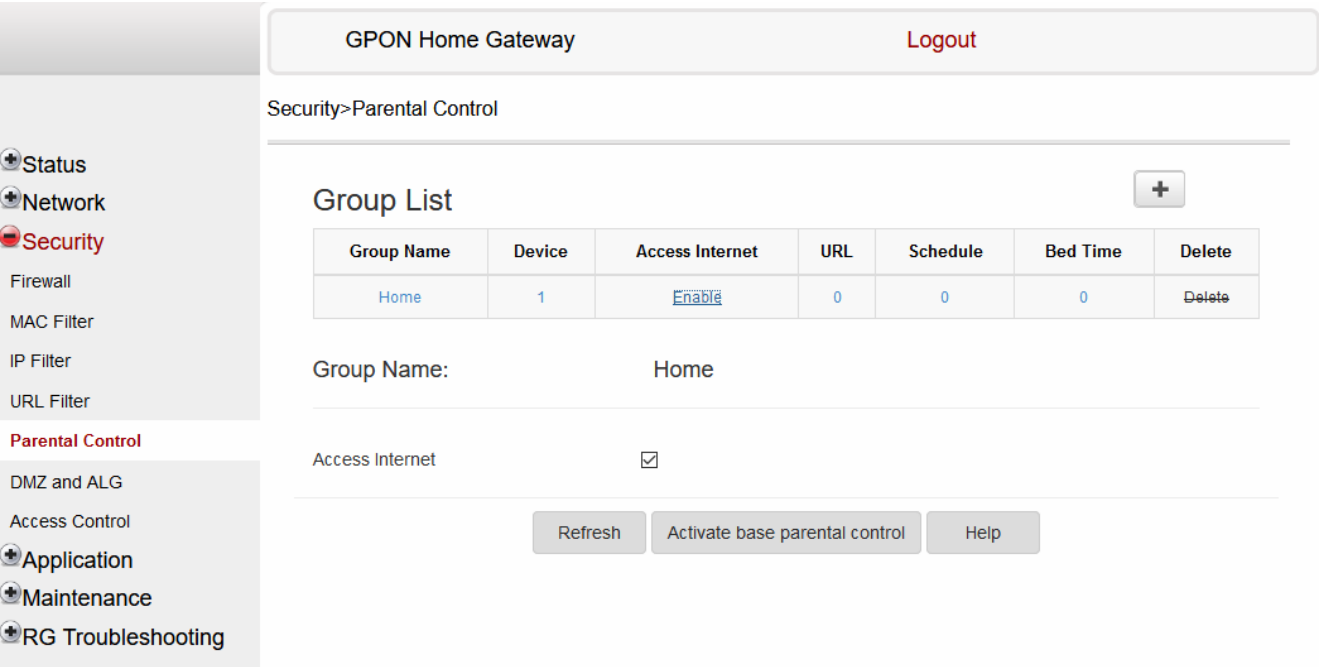 GPON Home Gateway Logout
Security>Parental Control
Status
Network
Security
Firewall
MAC Filter
IP Filter
URL Filter
Parental Control
DMZ and ALG
Access Control
Application
Maintenance
RG Troubleshooting
Group List +
Group Name Device Access Internet URL Schedule Bed Time Delete
Home 1 Enable 0 0 0 Delete
Group Name: Home
Access Internet
Refresh Activate base parental control Help